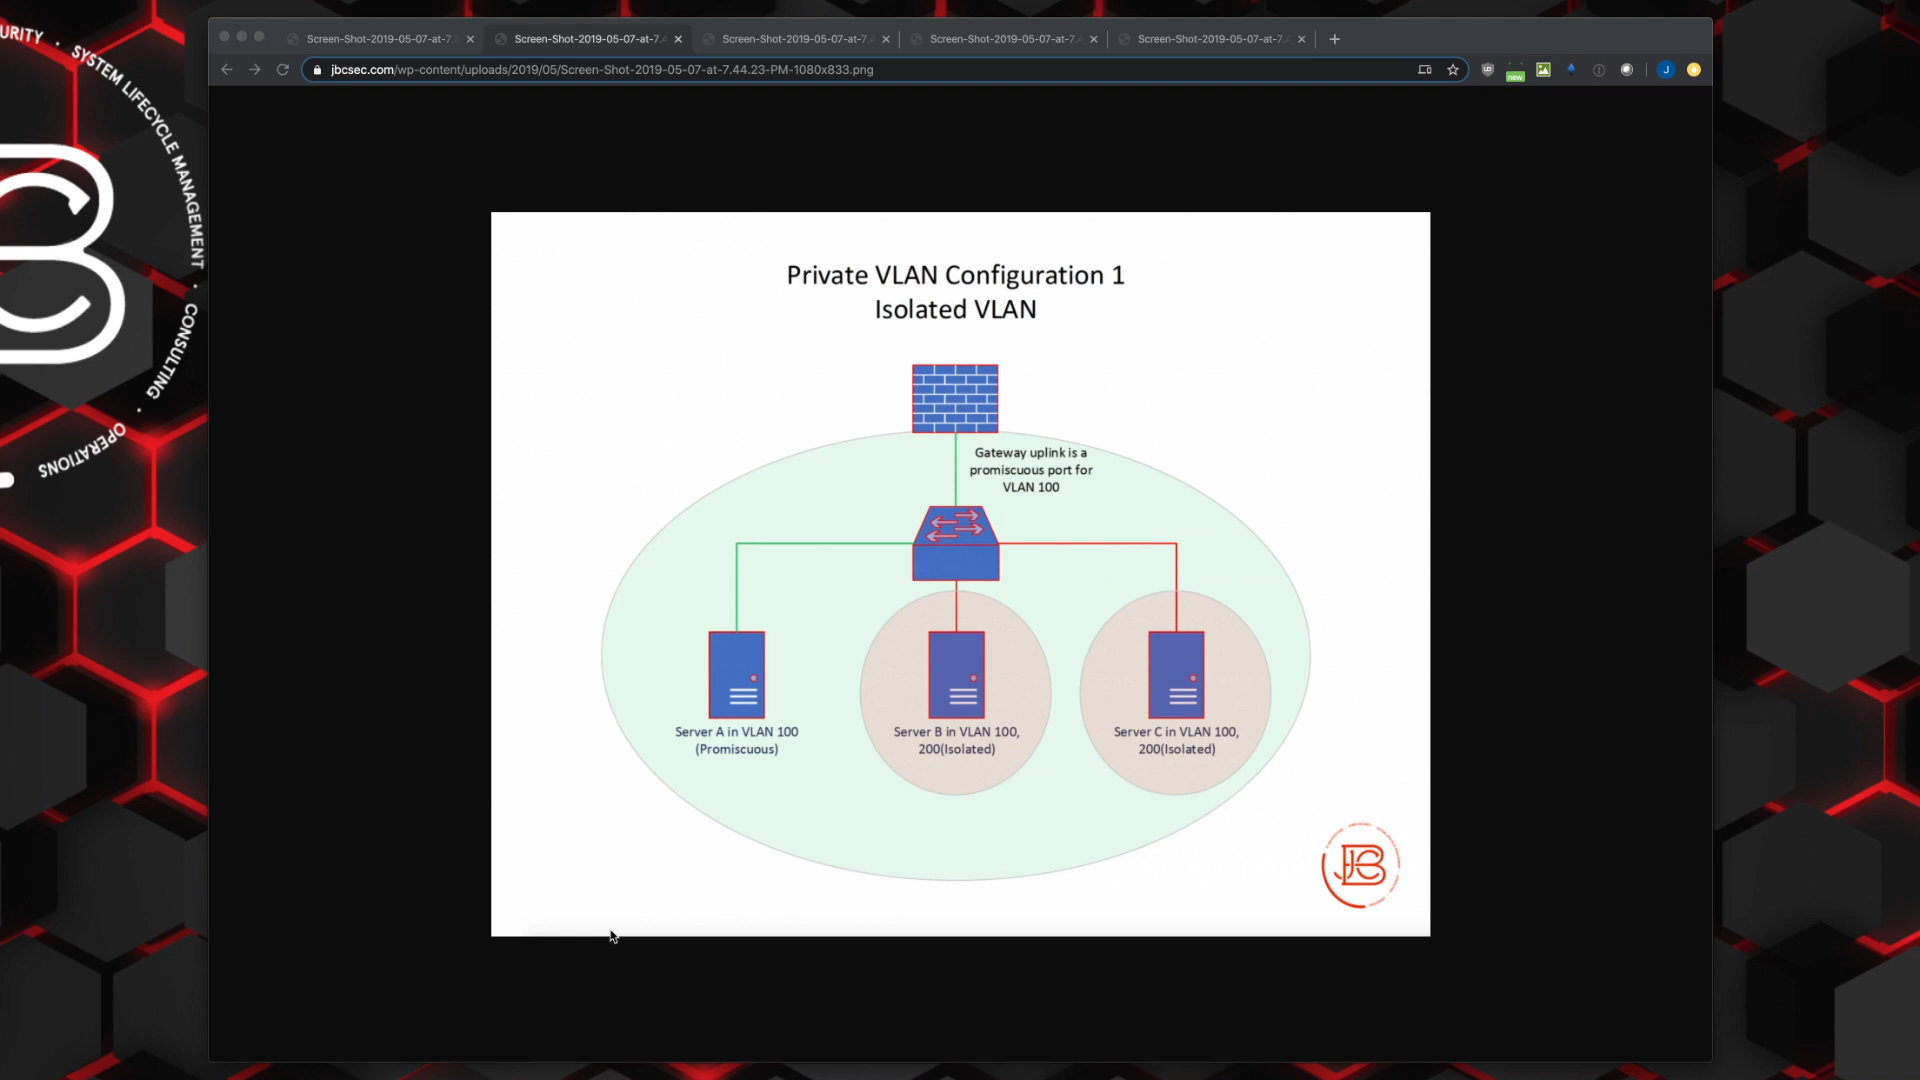 URITY · SYSTEM LIFECYCLE MANAGEMENT · CONSULTING · OPERATIONS
Screen-Shot-2019-05-07-at-7.
Screen-Shot-2019-05-07-at-7.
Screen-Shot-2019-05-07-at-7.
Screen-Shot-2019-05-07-at-7.
Screen-Shot-2019-05-07-at-7.
jbcsec.com/wp-content/uploads/2019/05/Screen-Shot-2019-05-07-at-7.44.23-PM-1080x833.png
new
J
Private VLAN Configuration 1
Isolated VLAN
Gateway uplink is a
promiscuous port for
VLAN 100
Server A in VLAN 100
(Promiscuous)
Server B in VLAN 100,
200(Isolated)
Server C in VLAN 100,
200(Isolated)
JBC